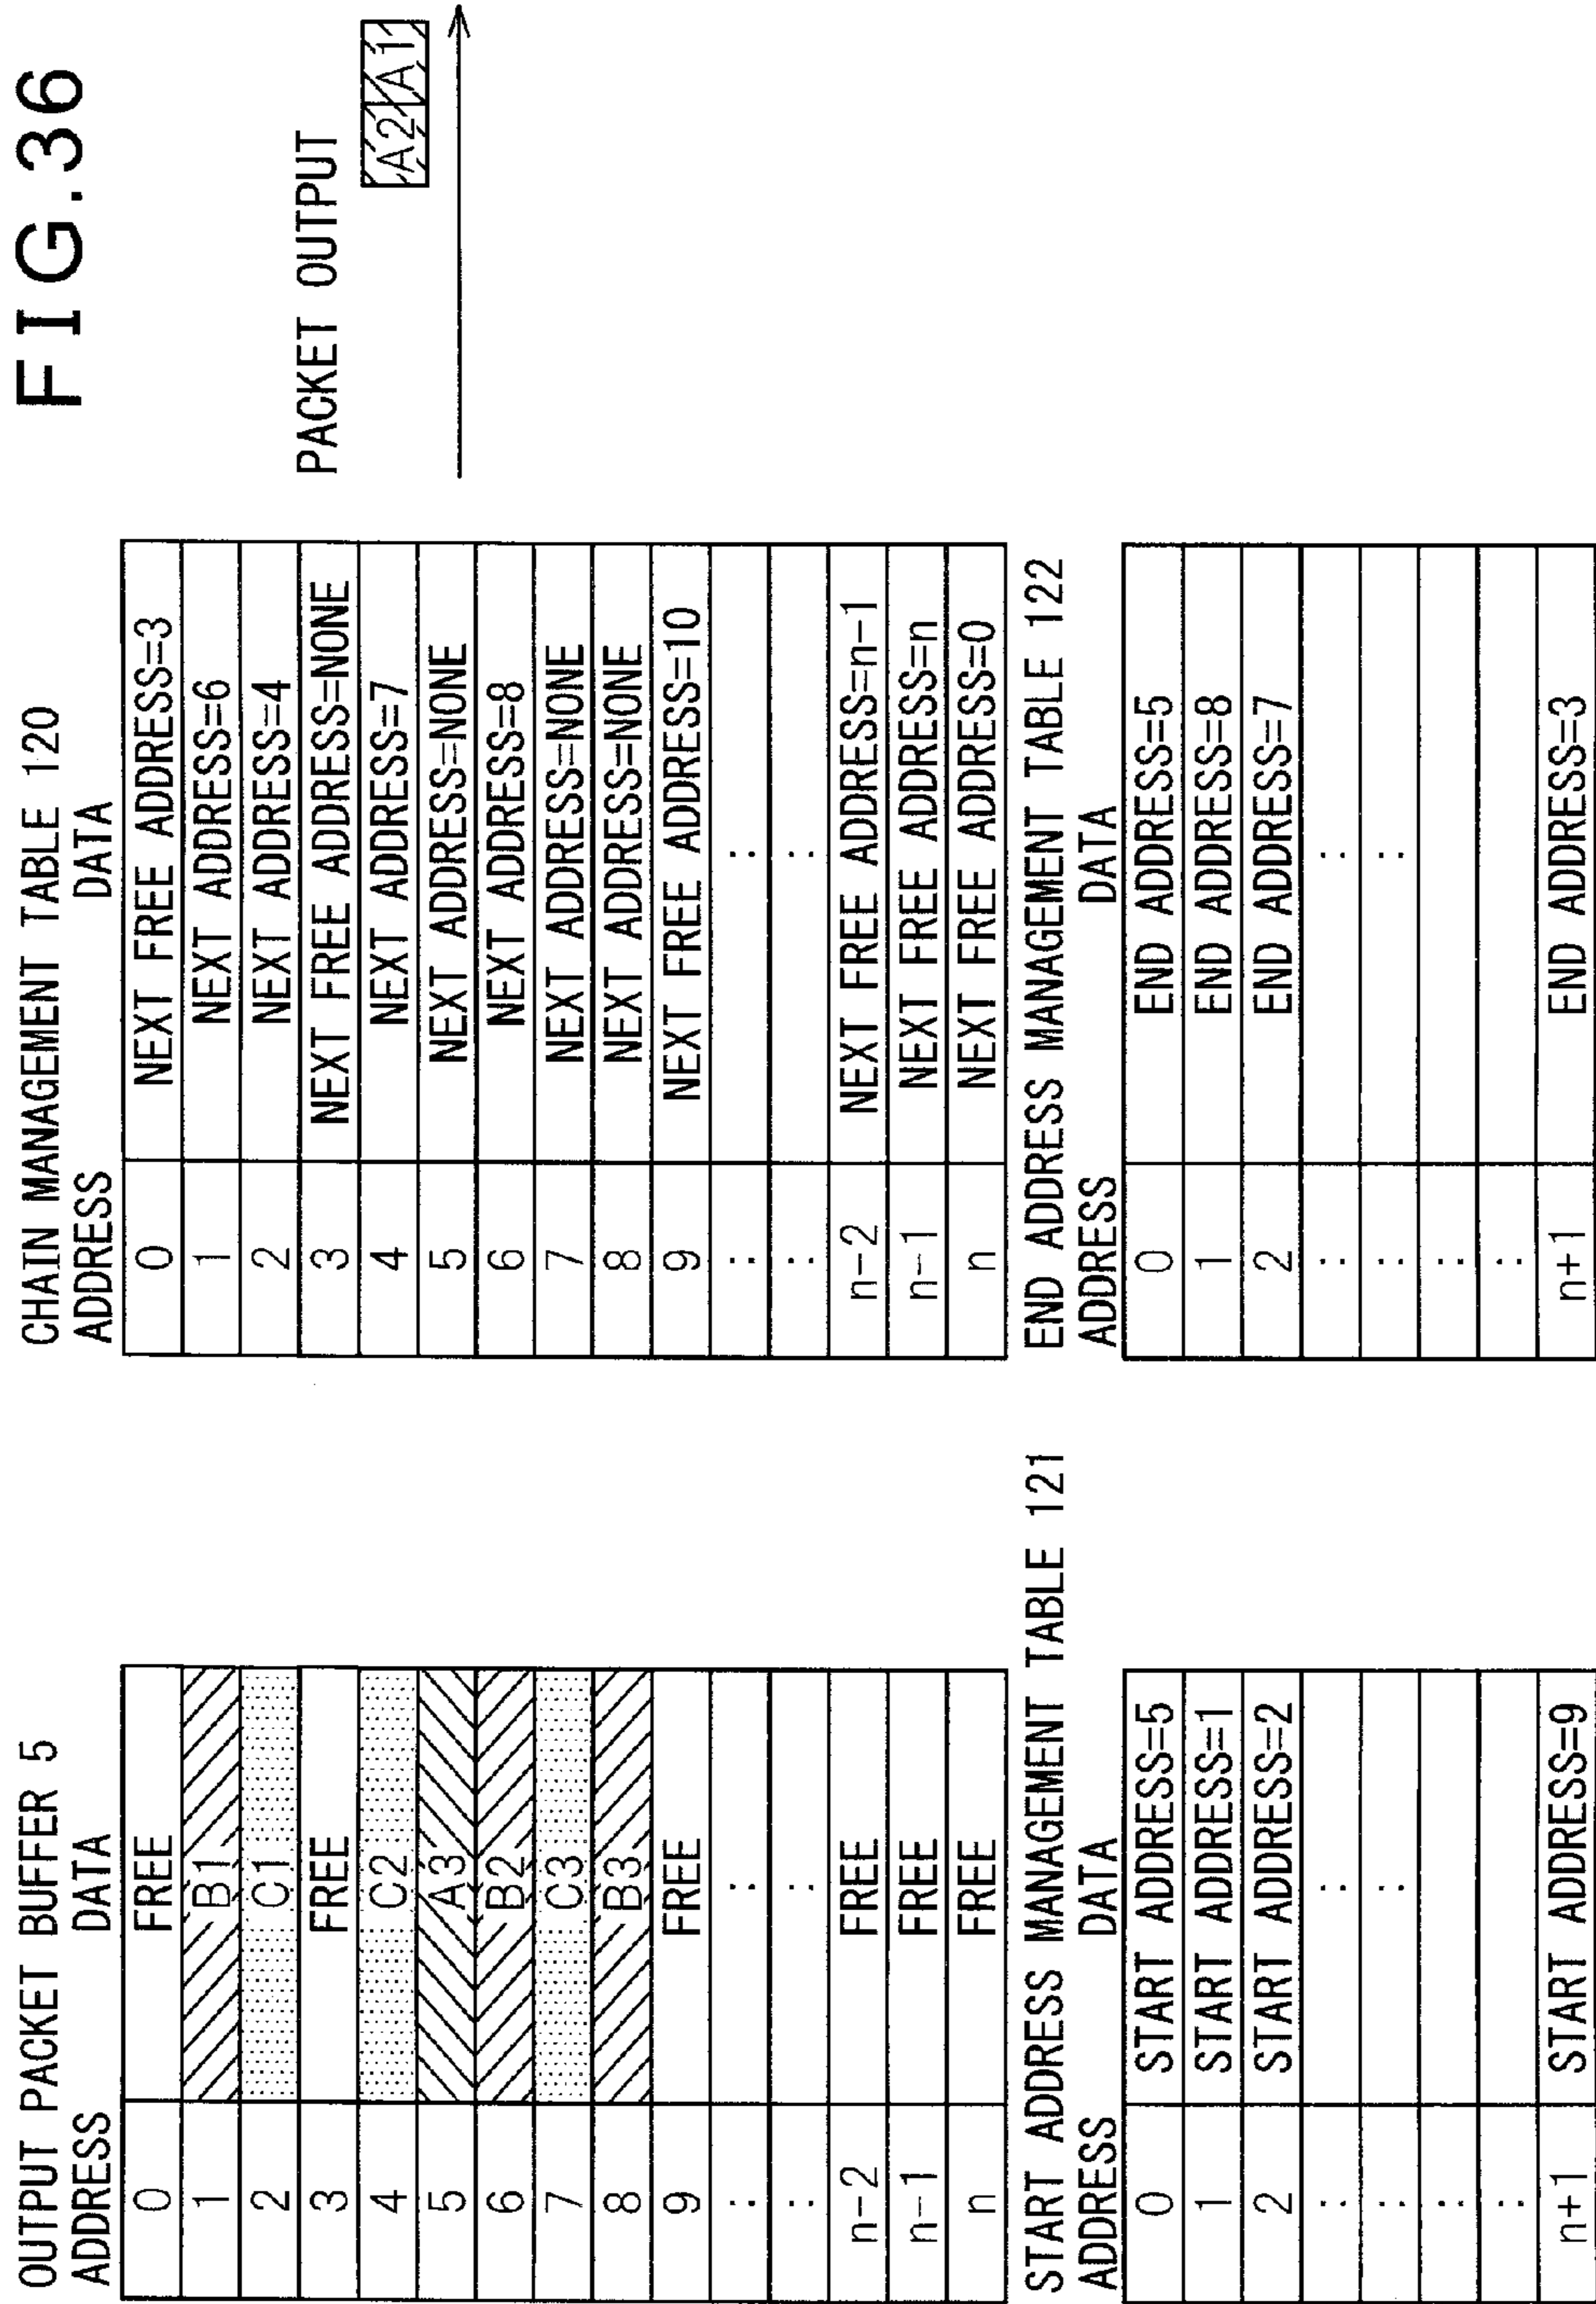 FIG.36
OUTPUT PACKET BUFFER 5
ADDRESS DATA
0 FREE
1 B1
2 C1
3 FREE
4 C2
5 A3
6 B2
7 C3
8 B3
9 FREE
: :
: :
n-2 FREE
n-1 FREE
n FREE
CHAIN MANAGEMENT TABLE 120
ADDRESS DATA
0 NEXT FREE ADDRESS=3
1 NEXT ADDRESS=6
2 NEXT ADDRESS=4
3 NEXT FREE ADDRESS=NONE
4 NEXT ADDRESS=7
5 NEXT ADDRESS=NONE
6 NEXT ADDRESS=8
7 NEXT ADDRESS=NONE
8 NEXT ADDRESS=NONE
9 NEXT FREE ADDRESS=10
: :
: :
n-2 NEXT FREE ADDRESS=n-1
n-1 NEXT FREE ADDRESS=n
n NEXT FREE ADDRESS=0
PACKET OUTPUT
A2 A1
START ADDRESS MANAGEMENT TABLE 121
ADDRESS DATA
0 START ADDRESS=5
1 START ADDRESS=1
2 START ADDRESS=2
: :
: :
:
:
n+1 START ADDRESS=9
END ADDRESS MANAGEMENT TABLE 122
ADDRESS DATA
0 END ADDRESS=5
1 END ADDRESS=8
2 END ADDRESS=7
: :
: :
:
:
n+1 END ADDRESS=3